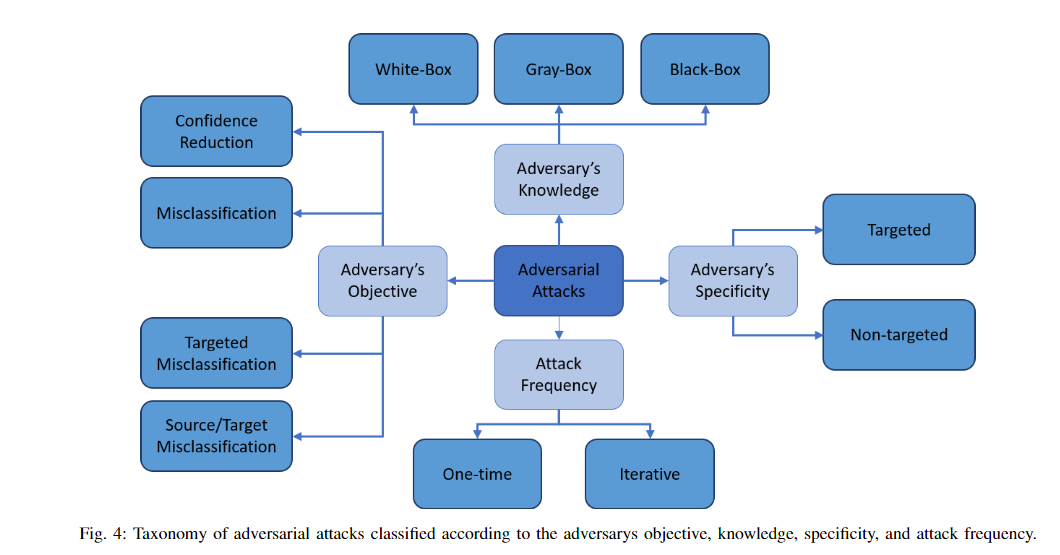 White-Box
Gray-Box
Black-Box
Confidence
Reduction
Adversary's
Knowledge
Misclassification
Targeted
Adversary's
Objective
Adversarial
Attacks
Adversary's
Specificity
Targeted
Misclassification
Non-targeted
Attack
Frequency
Source/Target
Misclassification
One-time
Iterative
Fig. 4: Taxonomy of adversarial attacks classified according to the adversarys objective, knowledge, specificity, and attack frequency.